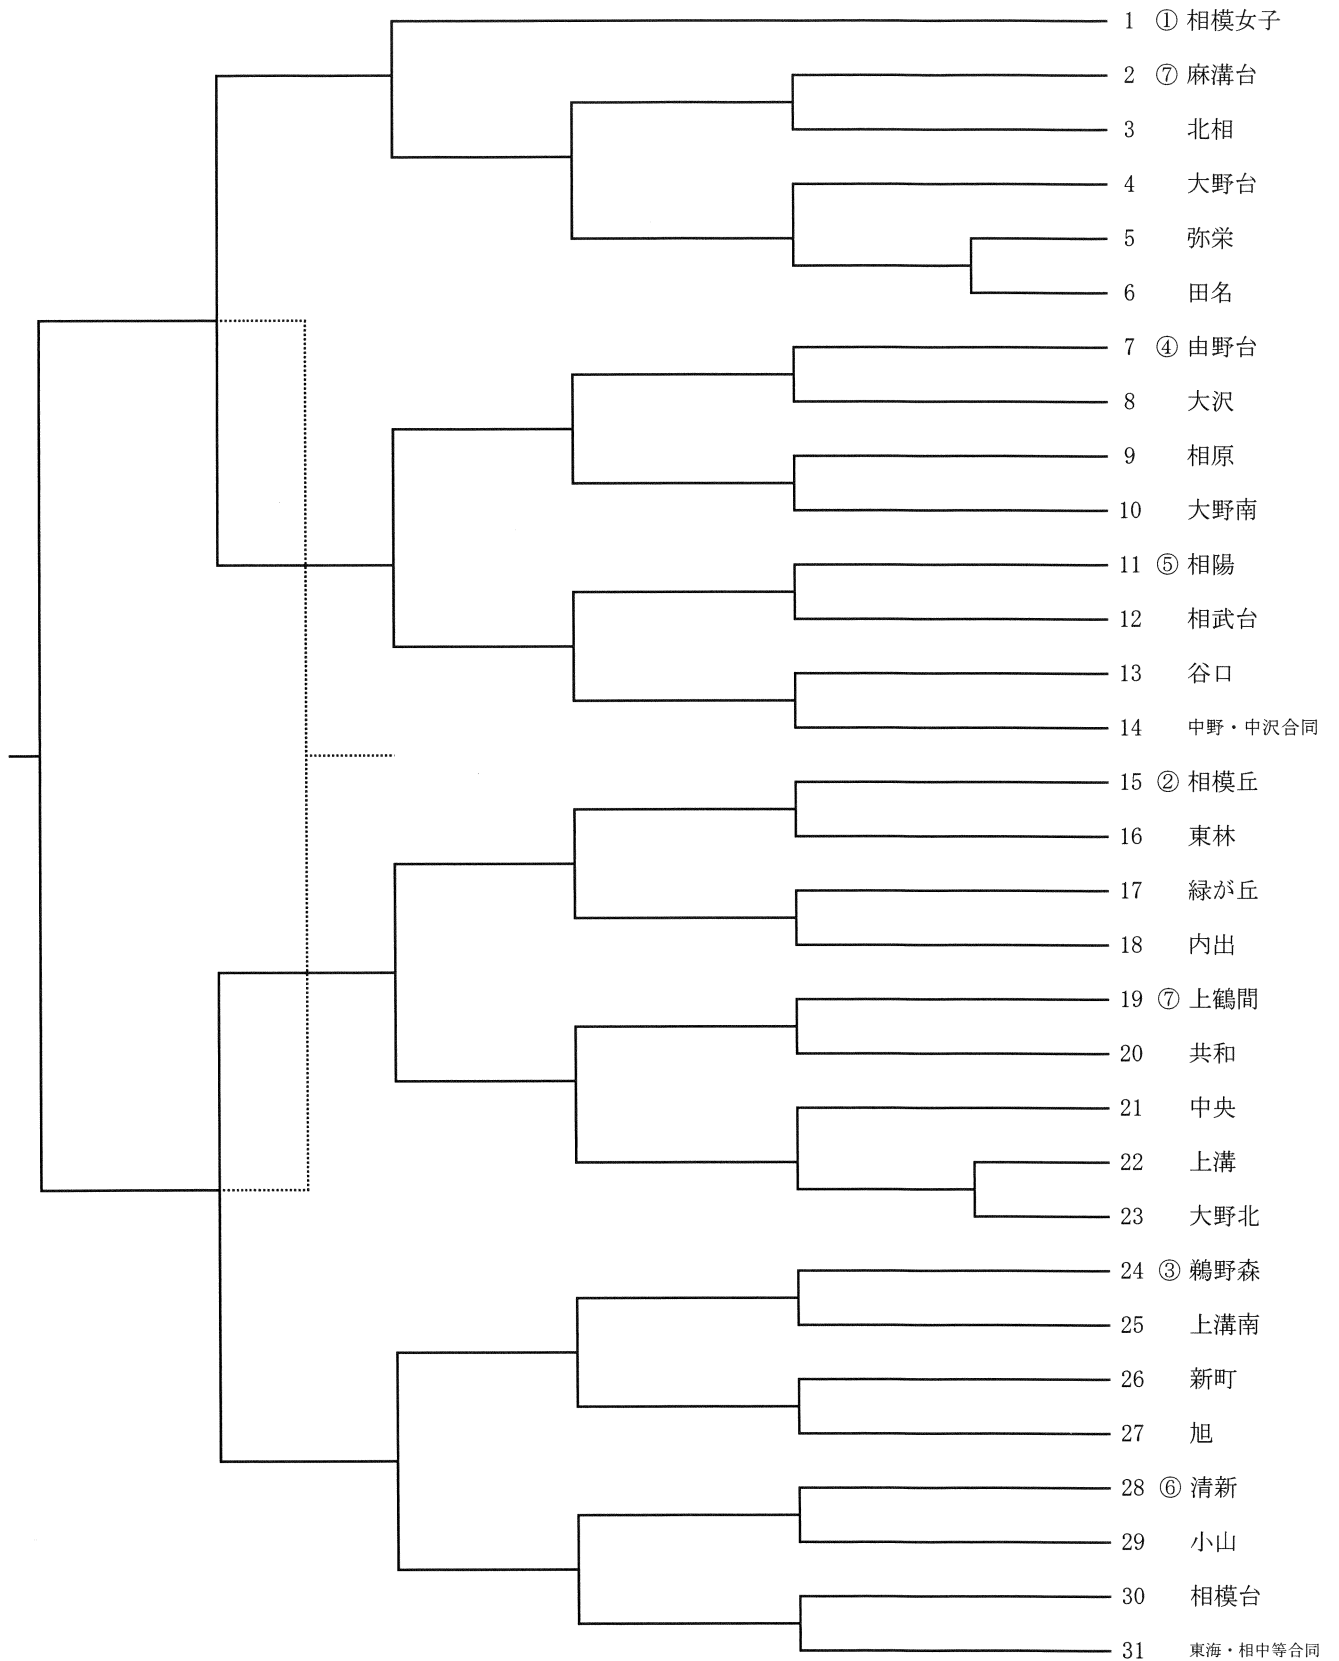 1 ① 相模女子
2 ⑦ 麻溝台
3 北相
4 大野台
5 弥栄
6 田名
7 ④ 由野台
8 大沢
9 相原
10 大野南
11 ⑤ 相陽
12 相武台
13 谷口
14 中野・中沢合同
15 ② 相模丘
16 東林
17 緑が丘
18 内出
19 ⑦ 上鶴間
20 共和
21 中央
22 上溝
23 大野北
24 ③ 鵜野森
25 上溝南
26 新町
27 旭
28 ⑥ 清新
29 小山
30 相模台
31 東海・相中等合同